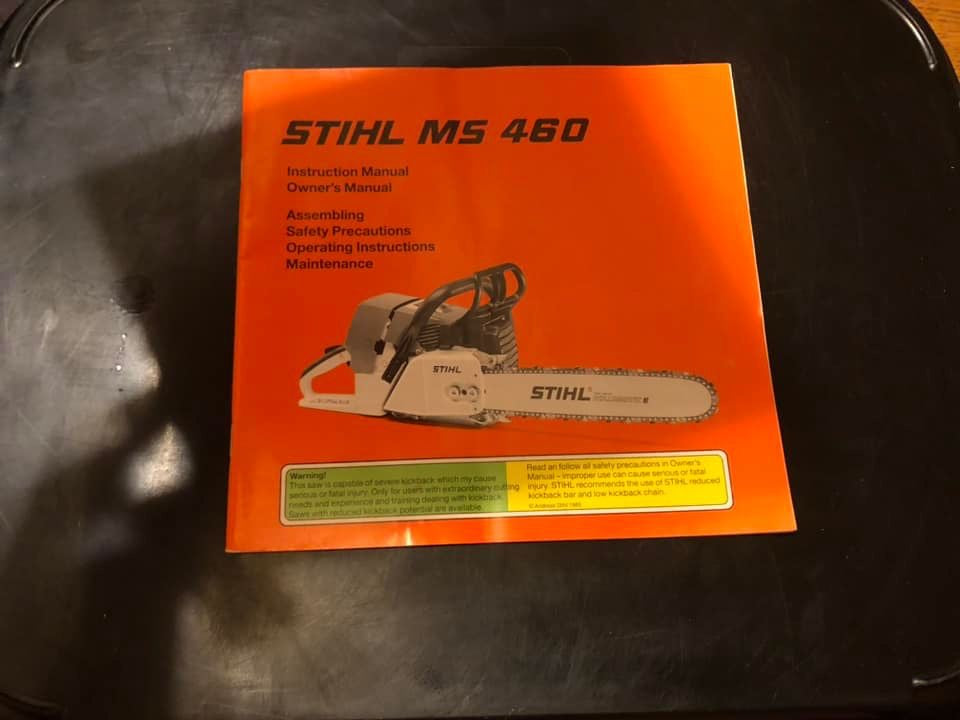 STIHL MS 460
Instruction Manual
Owner's Manual
Assembling
Safety Precautions
Operating Instructions
Maintenance
STIHL
STIHL
Warning!
This saw is capable of severe kickback which my cause
serious or fatal injury. Only for users with extraordinary cutting
needs and experience and training dealing with kickback.
Saws with reduced kickback potential are available.
Read an follow all safety precautions in Owner's
Manual – Improper use can cause serious or fatal
injury. STIHL recommends the use of STIHL reduced
kickback bar and low kickback chain.
© Andreas